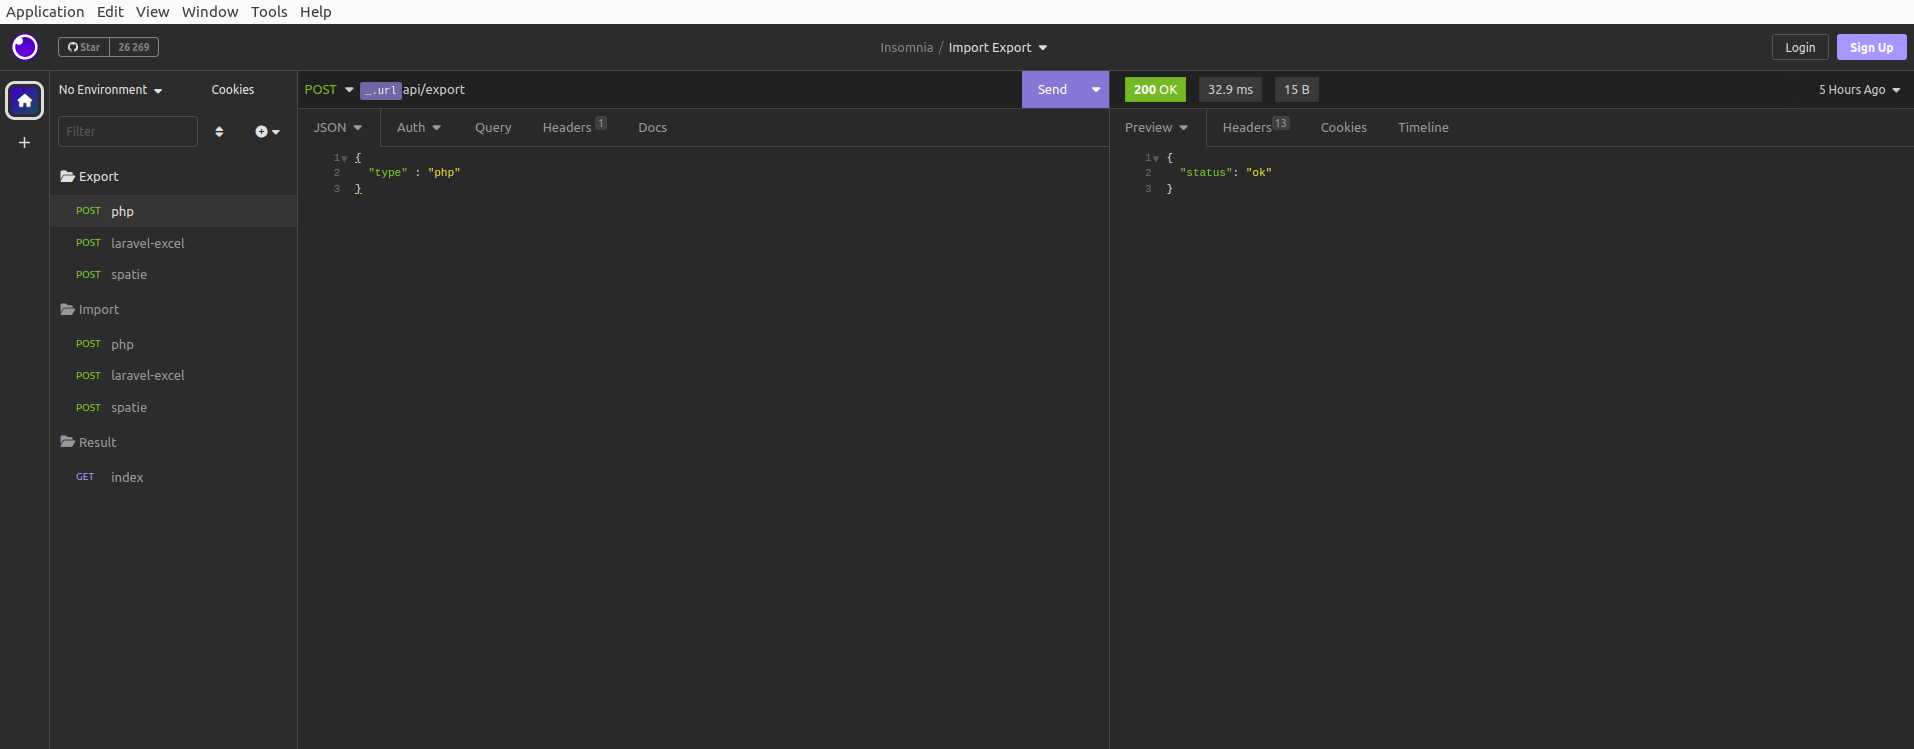 Application Edit View Window Tools Help
Star 26 269
Insomnia / Import Export
Login Sign Up
No Environment Cookies
Filter
Export
POST php
POST laravel-excel
POST spatie
Import
POST php
POST laravel-excel
POST spatie
Result
GET index
POST _.url api/export Send
JSON Auth Query Headers 1 Docs
1 {
2 "type" : "php"
3 }
200 OK 32.9 ms 15 B 5 Hours Ago
Preview Headers 13 Cookies Timeline
1 {
2 "status": "ok"
3 }